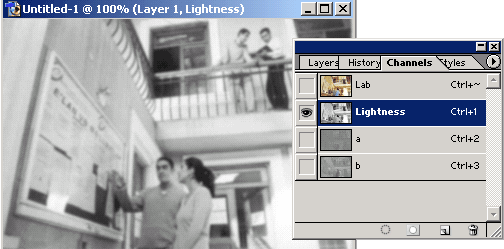 Untitled-1 @ 100% (Layer 1, Lightness)
Layers History Channels Styles
Lab Ctrl+~
Lightness Ctrl+1
a Ctrl+2
b Ctrl+3